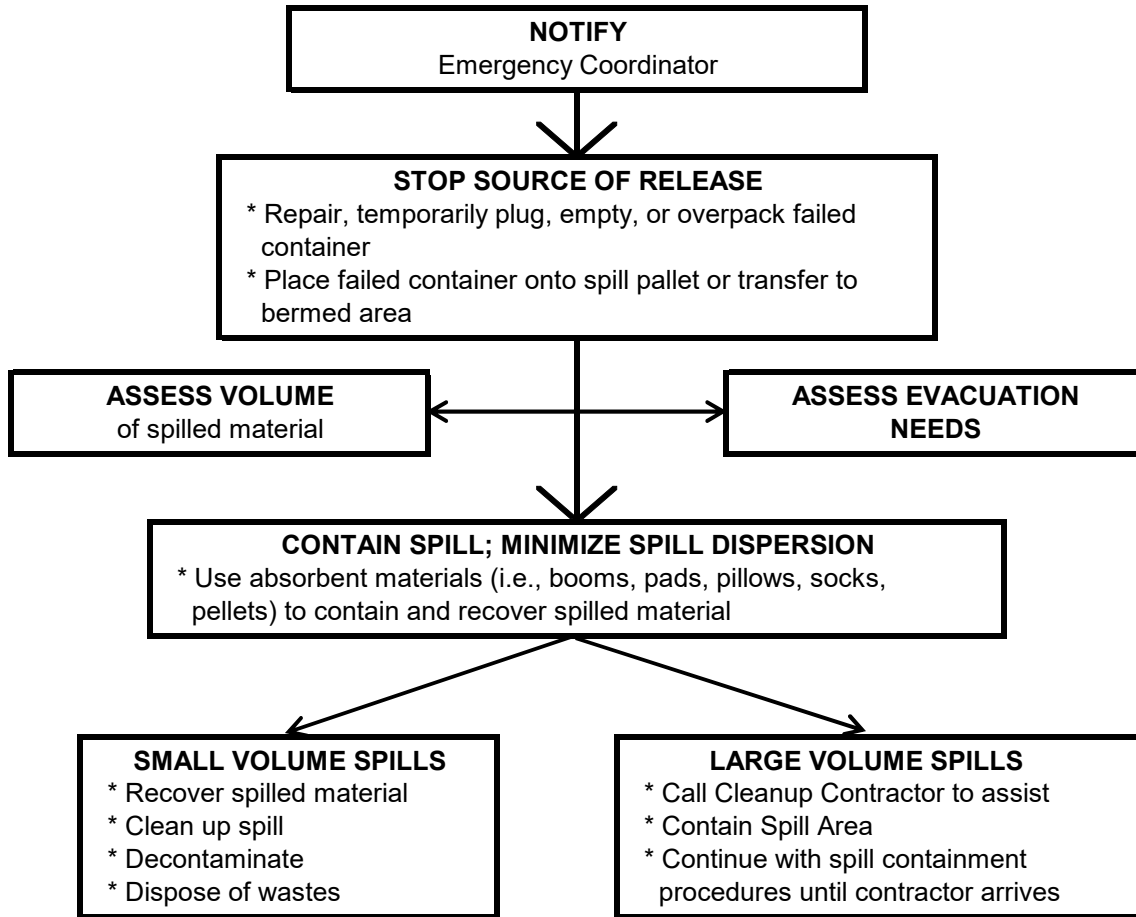 NOTIFY
Emergency Coordinator
STOP SOURCE OF RELEASE
* Repair, temporarily plug, empty, or overpack failed
container
* Place failed container onto spill pallet or transfer to
bermed area
ASSESS VOLUME
of spilled material
ASSESS EVACUATION
NEEDS
CONTAIN SPILL; MINIMIZE SPILL DISPERSION
* Use absorbent materials (i.e., booms, pads, pillows, socks,
pellets) to contain and recover spilled material
SMALL VOLUME SPILLS
* Recover spilled material
* Clean up spill
* Decontaminate
* Dispose of wastes
LARGE VOLUME SPILLS
* Call Cleanup Contractor to assist
* Contain Spill Area
* Continue with spill containment
procedures until contractor arrives